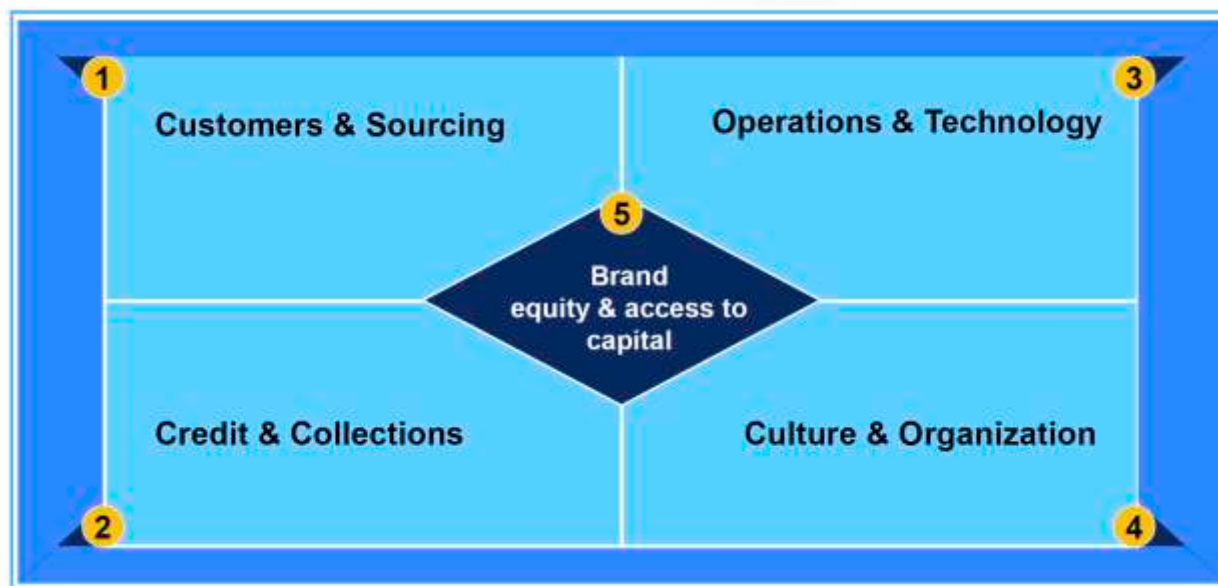 1
Customers & Sourcing
3
Operations & Technology
5
Brand
equity & access to
capital
2
Credit & Collections
4
Culture & Organization